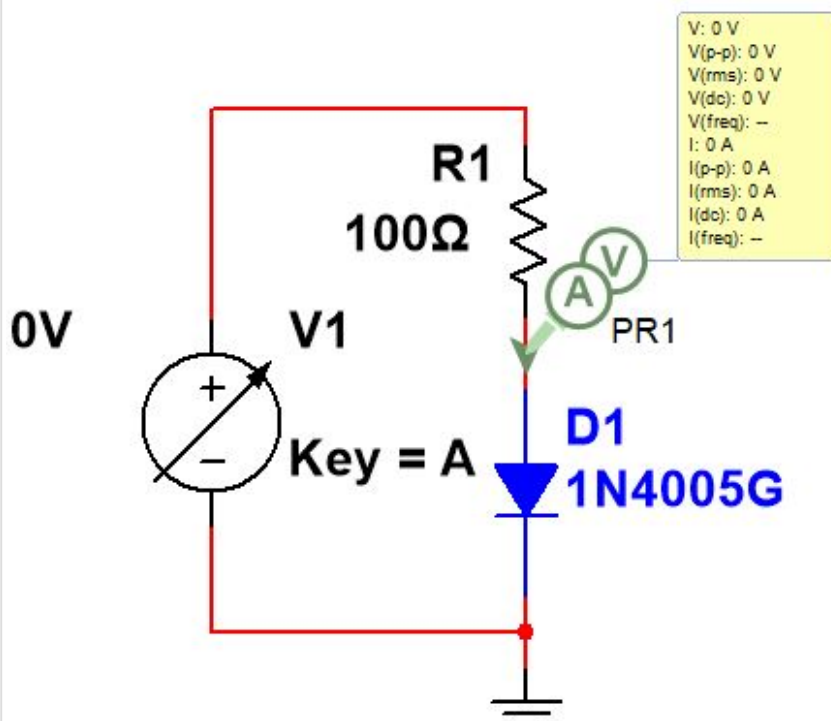 V: 0 V
V(p-p): 0 V
V(rms): 0 V
V(dc): 0 V
V(freq): --
I: 0 A
I(p-p): 0 A
I(rms): 0 A
I(dc): 0 A
I(freq): --
R1
100Ω
V
A
PR1
0V
V1
+
−
Key = A
D1
1N4005G